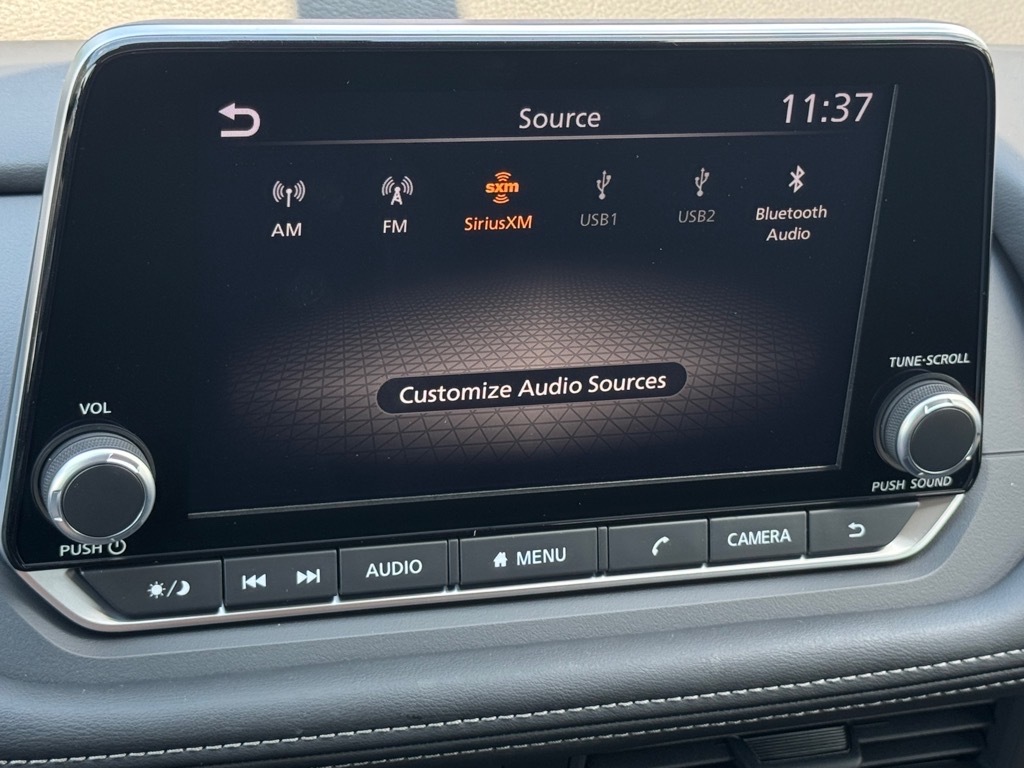 Source
11:37
AM
FM
sxm
SiriusXM
USB1
USB2
Bluetooth
Audio
Customize Audio Sources
VOL
PUSH
TUNE·SCROLL
PUSH SOUND
AUDIO
MENU
CAMERA